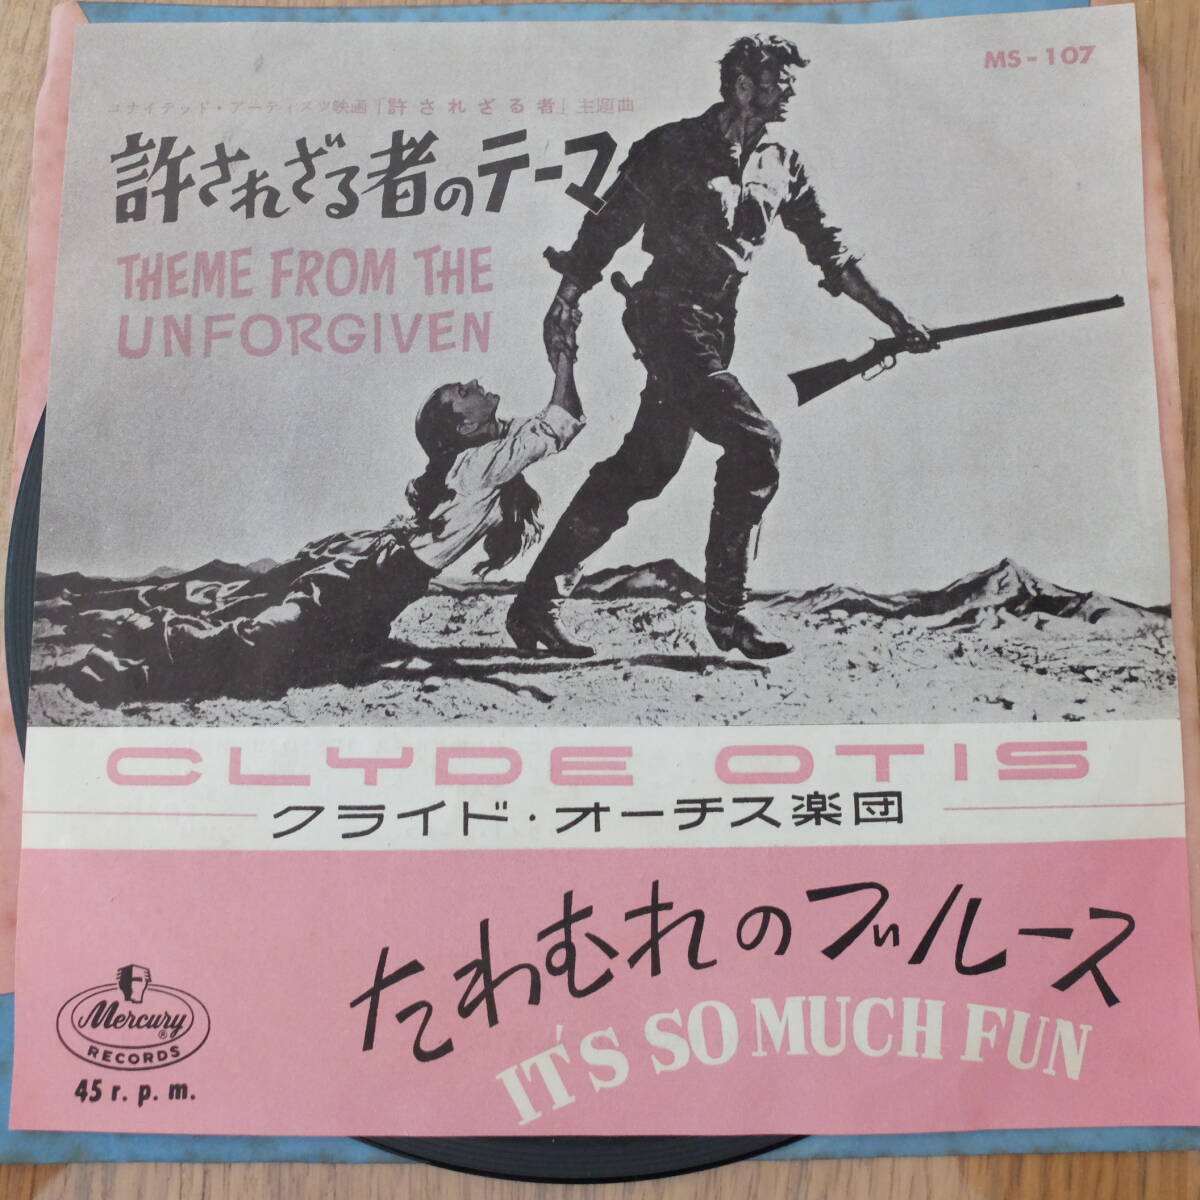 MS-107
ユナイテッド・アーティスツ映画「許されざる者」主題曲
許されざる者のテーマ
THEME FROM THE
UNFORGIVEN
CLYDE OTIS
クライド・オーチス楽団
たわむれのブルース
IT'S SO MUCH FUN
Mercury ®
RECORDS
45 r. p. m.